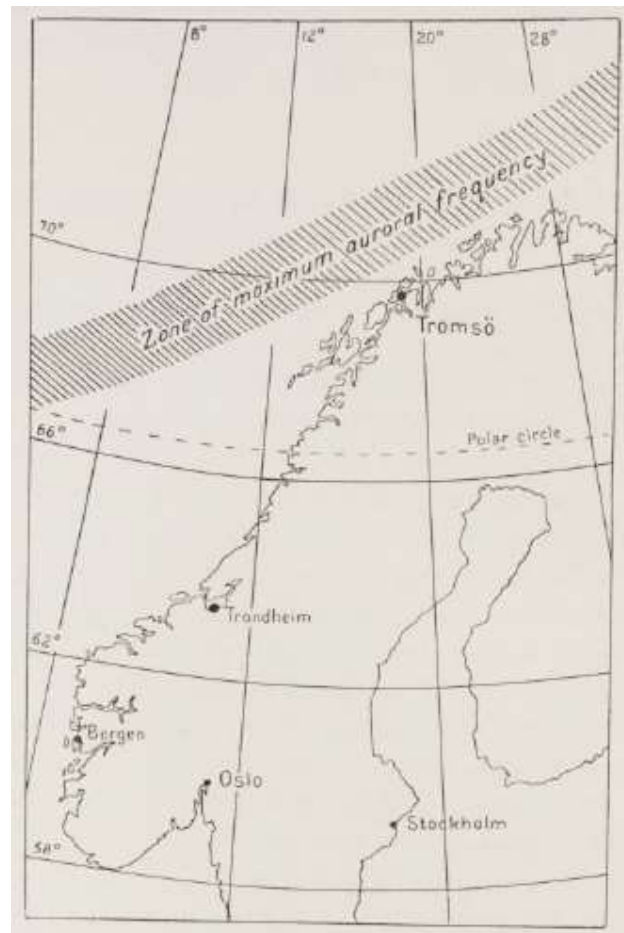 8° 12° 20° 28°
Zone of maximum auroral frequency
70°
Tromsö
Polar circle
66°
Trondheim
62°
Bergen
Oslo
Stockholm
58°